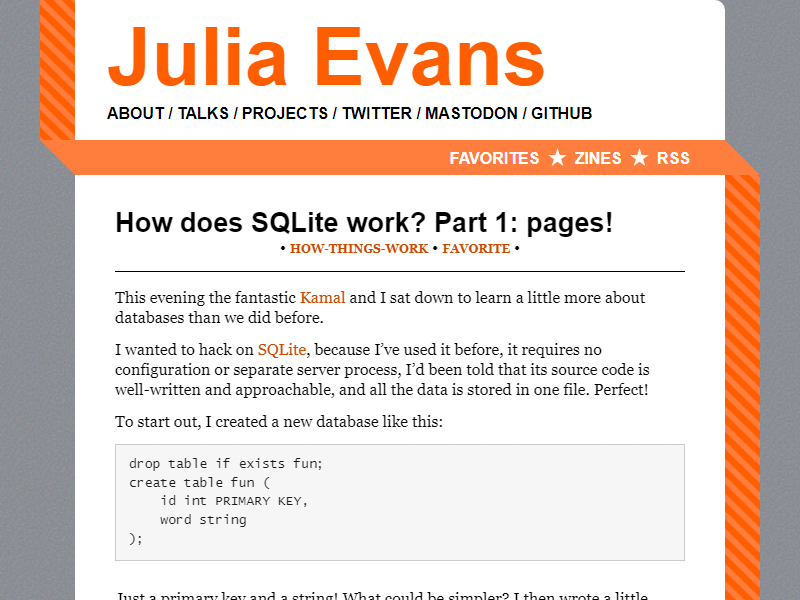 Julia Evans
ABOUT / TALKS / PROJECTS / TWITTER / MASTODON / GITHUB
FAVORITES ★ ZINES ★ RSS
How does SQLite work? Part 1: pages!
• HOW-THINGS-WORK • FAVORITE •
This evening the fantastic Kamal and I sat down to learn a little more about
databases than we did before.
I wanted to hack on SQLite, because I’ve used it before, it requires no
configuration or separate server process, I’d been told that its source code is
well-written and approachable, and all the data is stored in one file. Perfect!
To start out, I created a new database like this:
drop table if exists fun;
create table fun (
    id int PRIMARY KEY,
    word string
);
Just a primary key and a string! What could be simpler? I then wrote a little